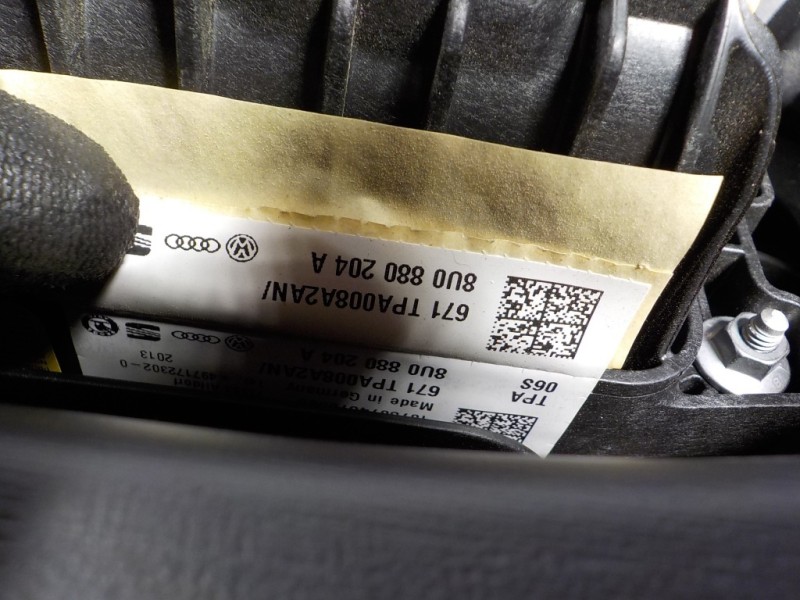 8U0 880 204 A
671 TPA008A2AN/
TPA
06S
2013
8U0 880 204 A
671 TPA008A2AN/
Made in Germany